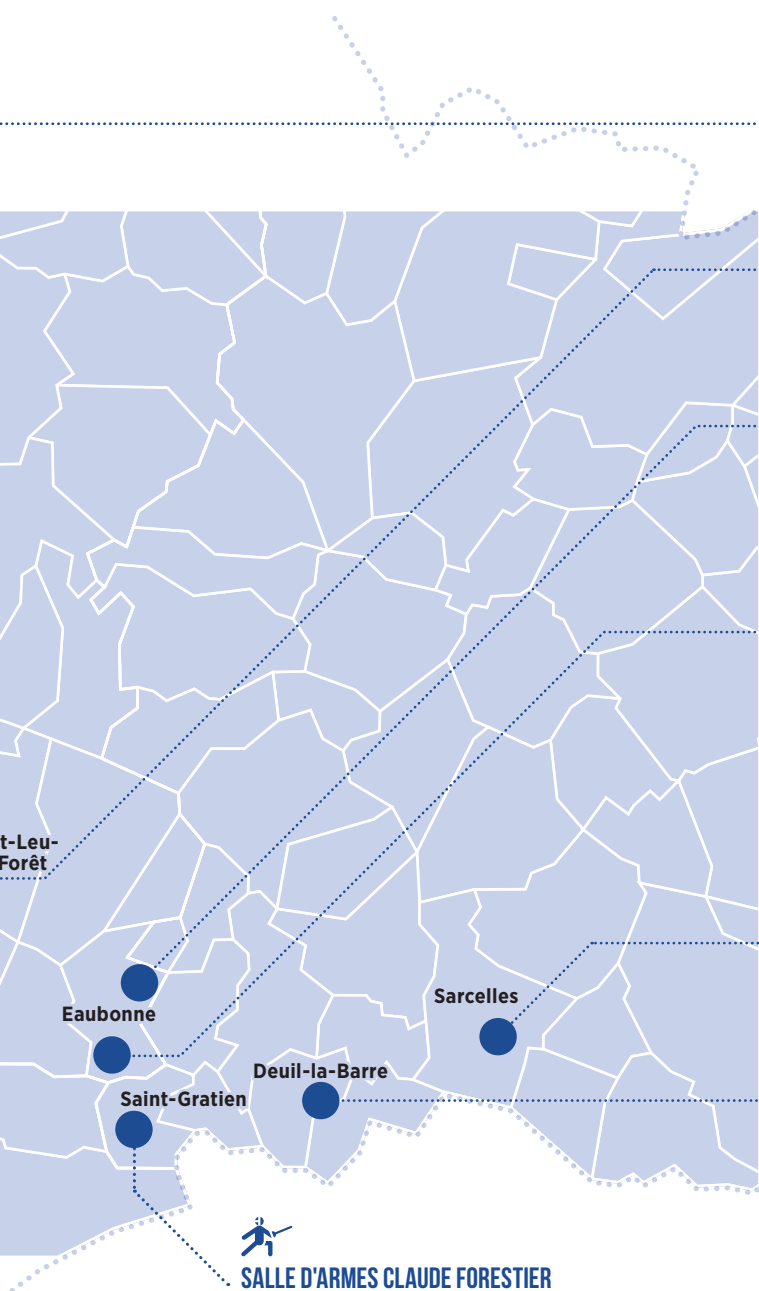 t-Leu-
Forêt
Sarcelles
Eaubonne
Deuil-la-Barre
Saint-Gratien
SALLE D'ARMES CLAUDE FORESTIER